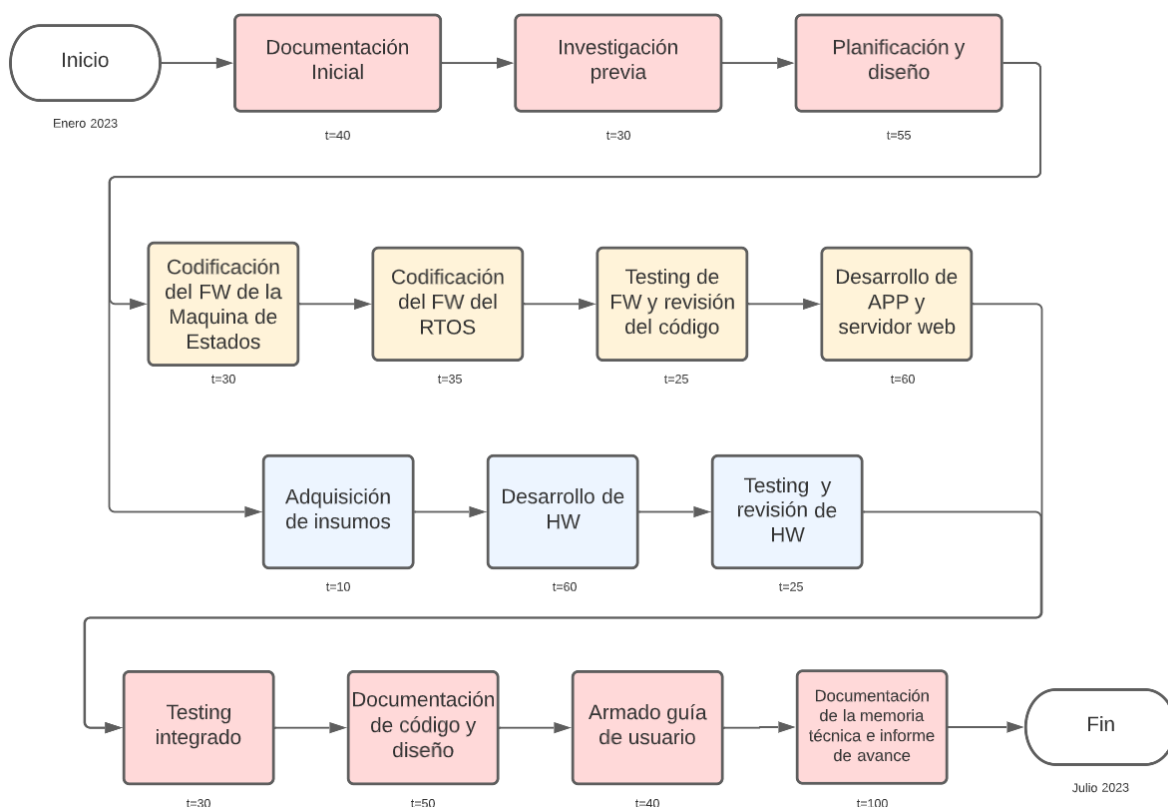 Inicio
Enero 2023
Documentación
Inicial
t=40
Investigación
previa
t=30
Planificación y
diseño
t=55
Codificación
del FW de la
Maquina de
Estados
t=30
Codificación
del FW del
RTOS
t=35
Testing de
FW y revisión
del código
t=25
Desarrollo de
APP y
servidor web
t=60
Adquisición
de insumos
t=10
Desarrollo de
HW
t=60
Testing y
revisión de
HW
t=25
Testing
integrado
t=30
Documentación
de código y
diseño
t=50
Armado guía
de usuario
t=40
Documentación
de la memoria
técnica e informe
de avance
t=100
Fin
Julio 2023